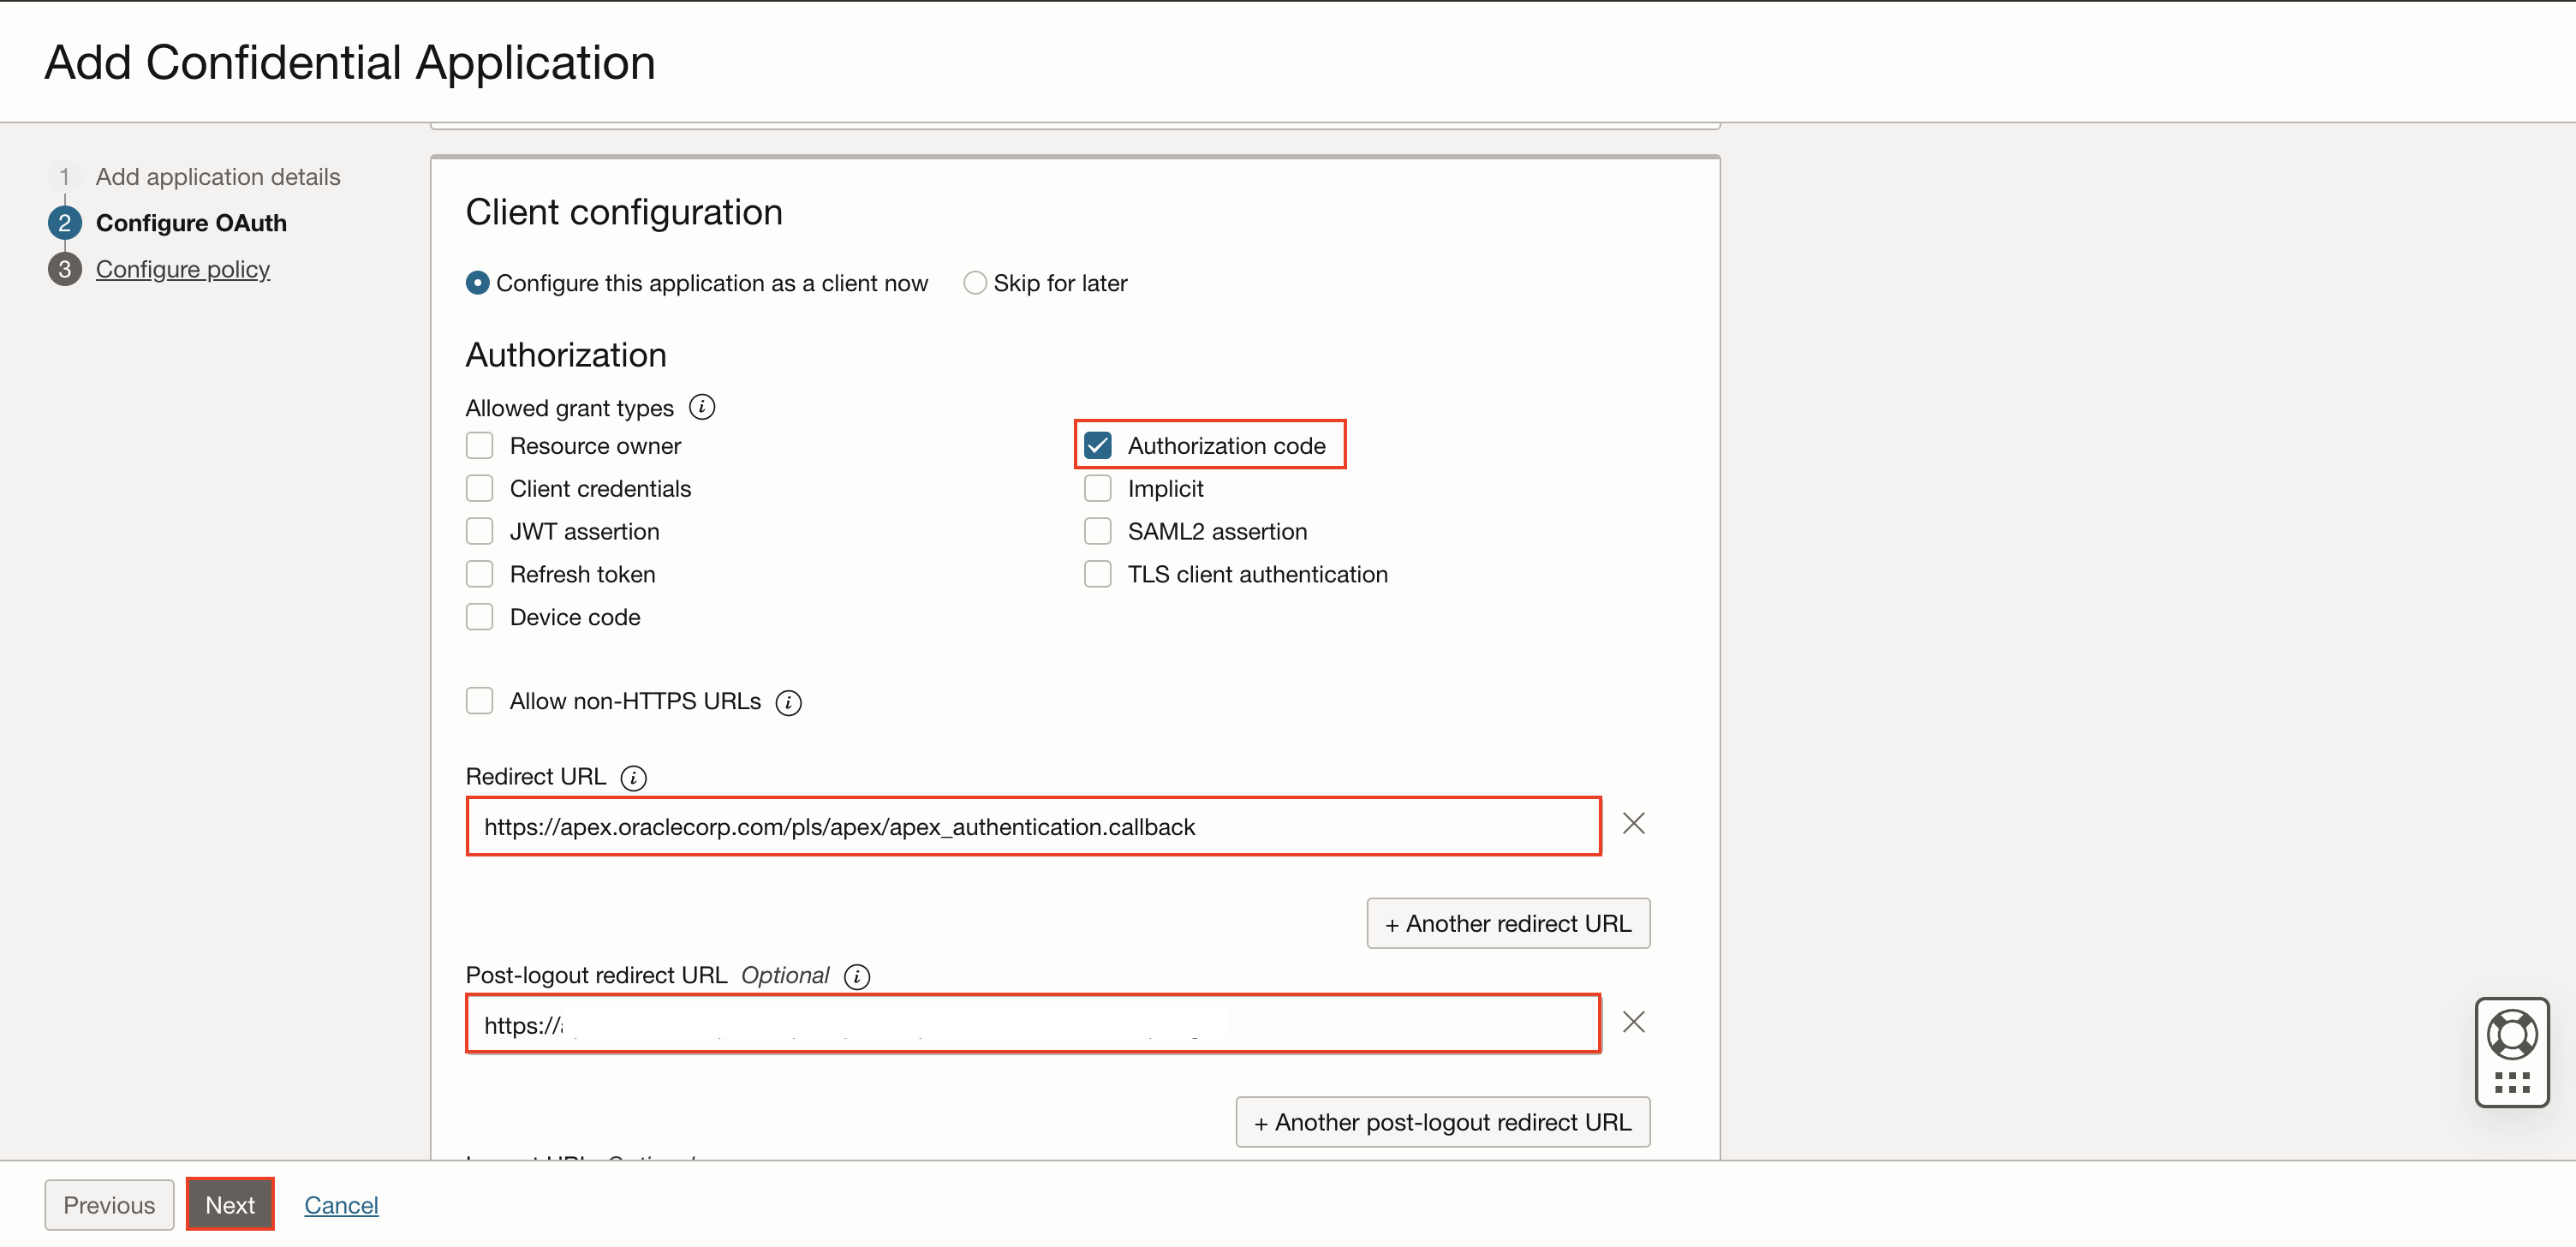 Add Confidential Application
1 Add application details
2 Configure OAuth
3 Configure policy
Client configuration
Configure this application as a client now Skip for later
Authorization
Allowed grant types i
Resource owner Authorization code
Client credentials Implicit
JWT assertion SAML2 assertion
Refresh token TLS client authentication
Device code
Allow non-HTTPS URLs i
Redirect URL i
https://apex.oraclecorp.com/pls/apex/apex_authentication.callback
+ Another redirect URL
Post-logout redirect URL Optional i
https://
+ Another post-logout redirect URL
Previous Next Cancel